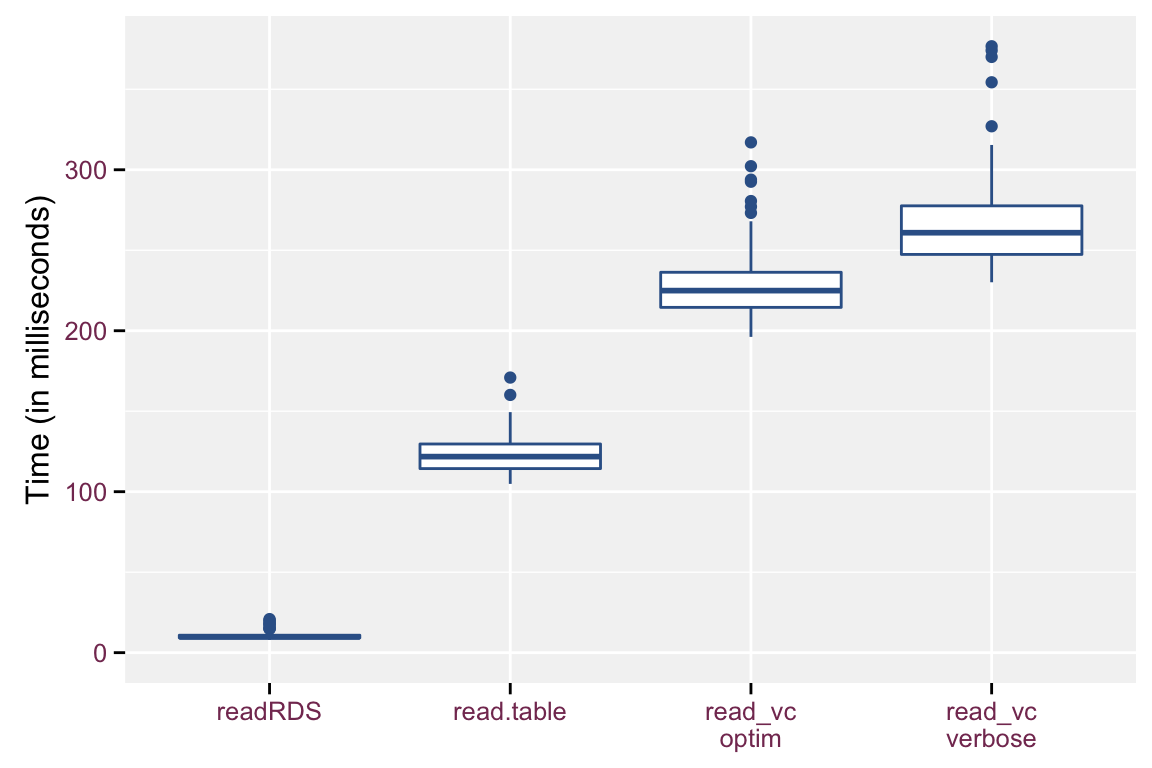 Time (in milliseconds)
300
200
100
0
readRDS
read.table
read_vc
optim
read_vc
verbose